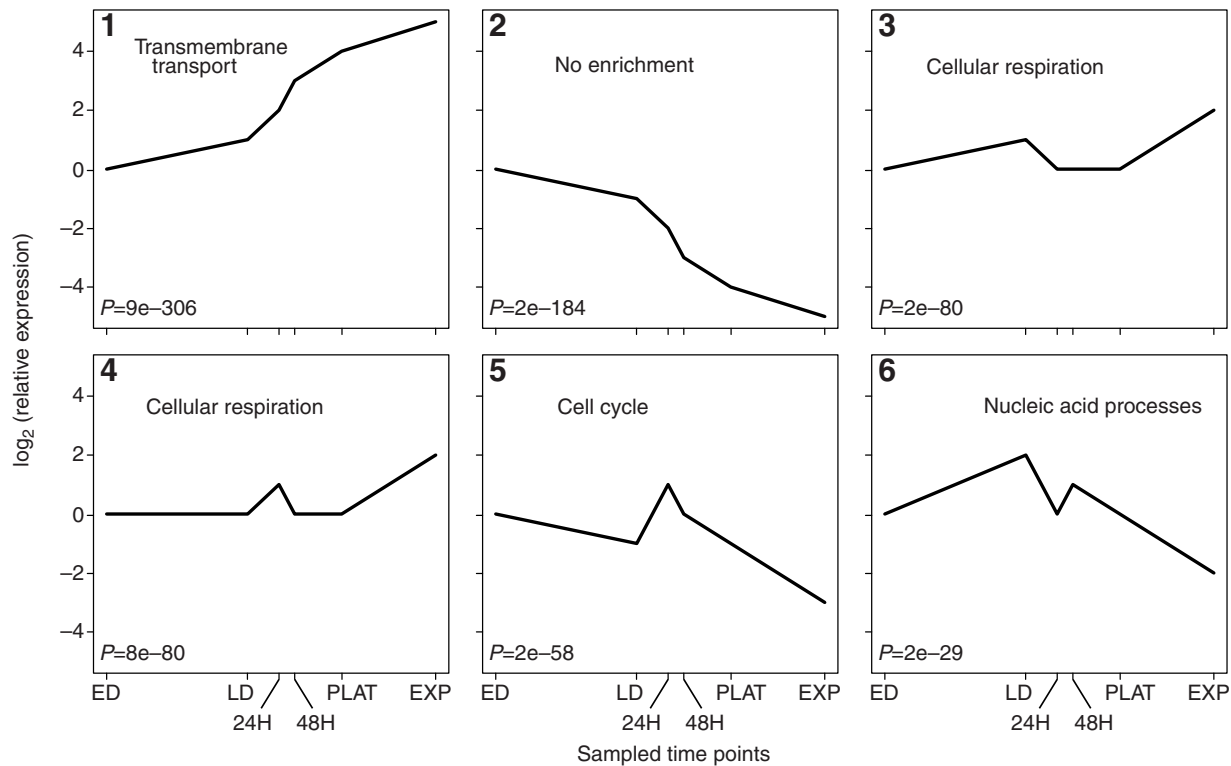 log2 (relative expression)
1
Transmembrane
transport
4
2
0
–2
–4
P=9e–306
2
No enrichment
P=2e–184
3
Cellular respiration
P=2e–80
4
Cellular respiration
4
2
0
–2
–4
P=8e–80
5
Cell cycle
P=2e–58
6
Nucleic acid processes
P=2e–29
ED LD PLAT EXP
24H 48H
ED LD PLAT EXP
24H 48H
ED LD PLAT EXP
24H 48H
Sampled time points